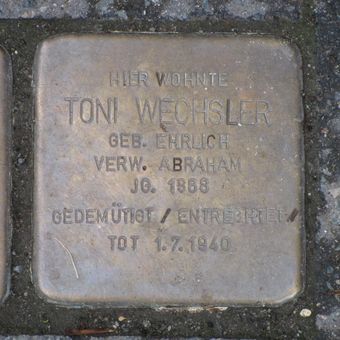 HIER WOHNTE
TONI WECHSLER
GEB. EHRLICH
VERW. ABRAHAM
JG. 1868
GEDEMÜTIGT / ENTRECHTET /
TOT 1.7.1940